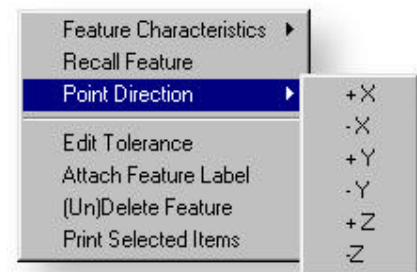 Feature Characteristics
Recall Feature
Point Direction
Edit Tolerance
Attach Feature Label
(Un)Delete Feature
Print Selected Items
+X
-X
+Y
-Y
+Z
-Z